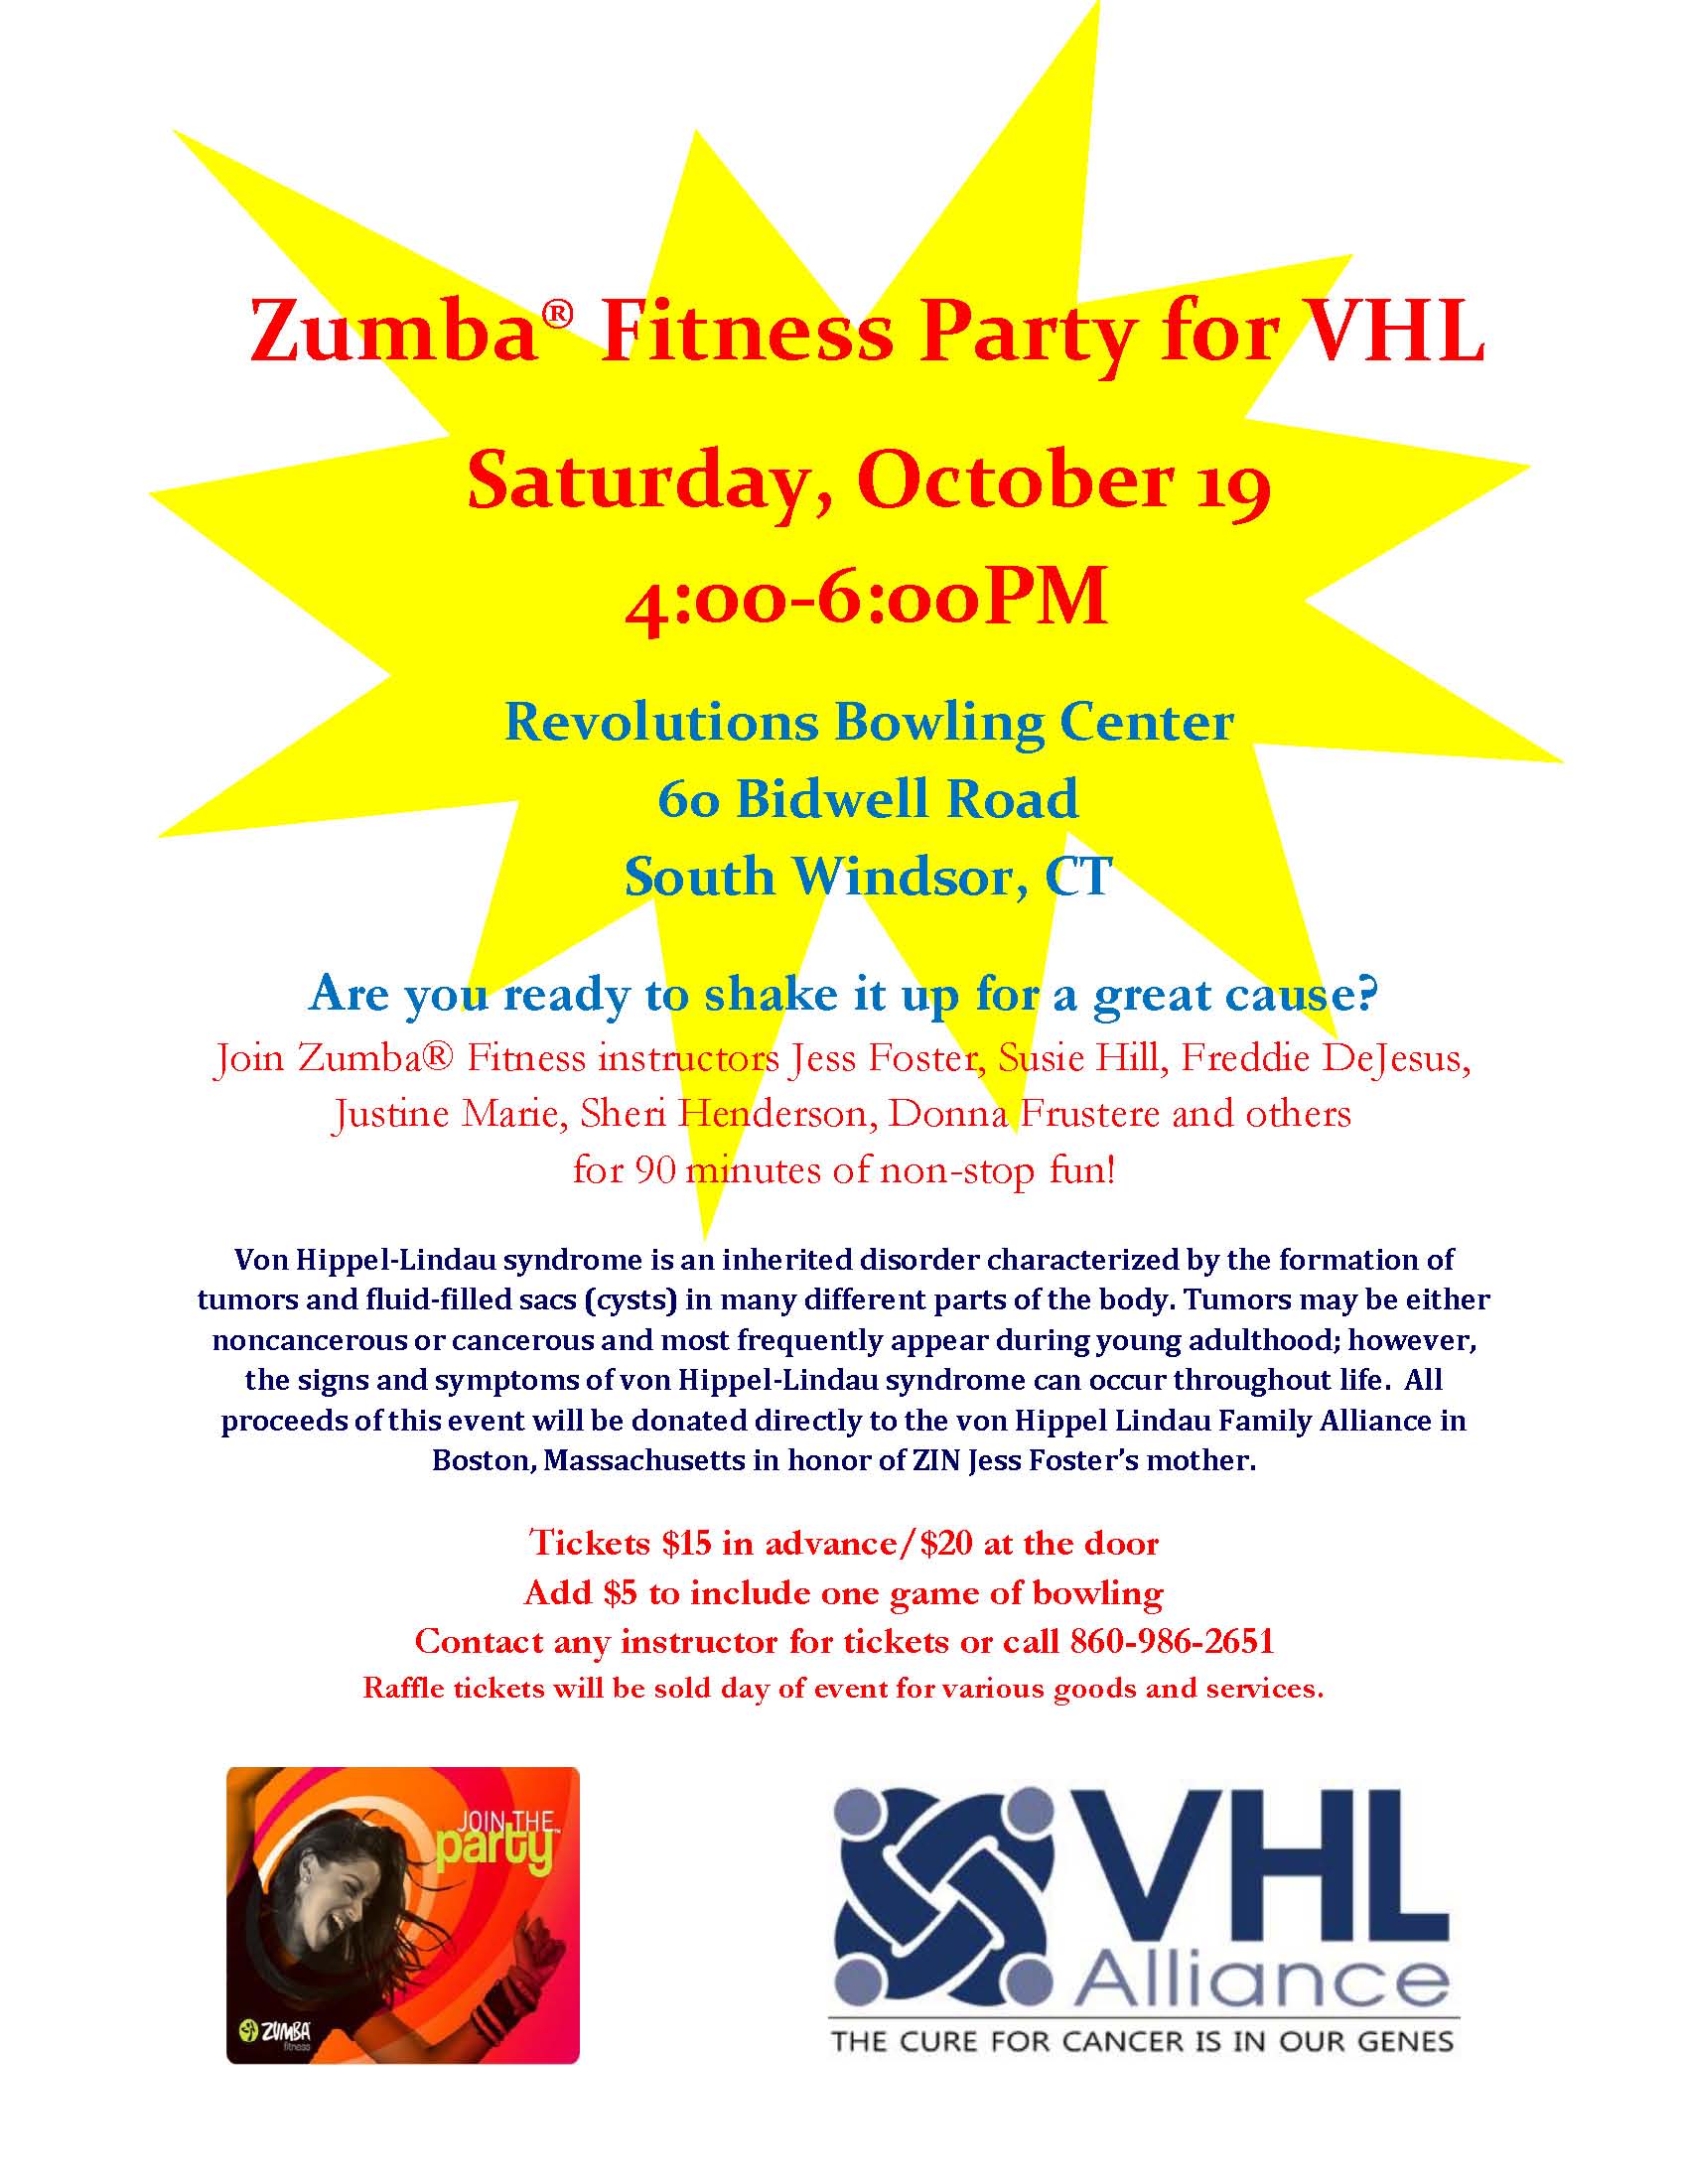 Zumba® Fitness Party for VHL
Saturday, October 19
4:00-6:00PM
Revolutions Bowling Center
60 Bidwell Road
South Windsor, CT
Are you ready to shake it up for a great cause?
Join Zumba® Fitness instructors Jess Foster, Susie Hill, Freddie DeJesus,
Justine Marie, Sheri Henderson, Donna Frustere and others
for 90 minutes of non-stop fun!
Von Hippel-Lindau syndrome is an inherited disorder characterized by the formation of
tumors and fluid-filled sacs (cysts) in many different parts of the body. Tumors may be either
noncancerous or cancerous and most frequently appear during young adulthood; however,
the signs and symptoms of von Hippel-Lindau syndrome can occur throughout life. All
proceeds of this event will be donated directly to the von Hippel Lindau Family Alliance in
Boston, Massachusetts in honor of ZIN Jess Foster’s mother.
Tickets $15 in advance/$20 at the door
Add $5 to include one game of bowling
Contact any instructor for tickets or call 860-986-2651
Raffle tickets will be sold day of event for various goods and services.
JOIN THE
party™
ZUMBA®
fitness
VHL
Alliance
THE CURE FOR CANCER IS IN OUR GENES